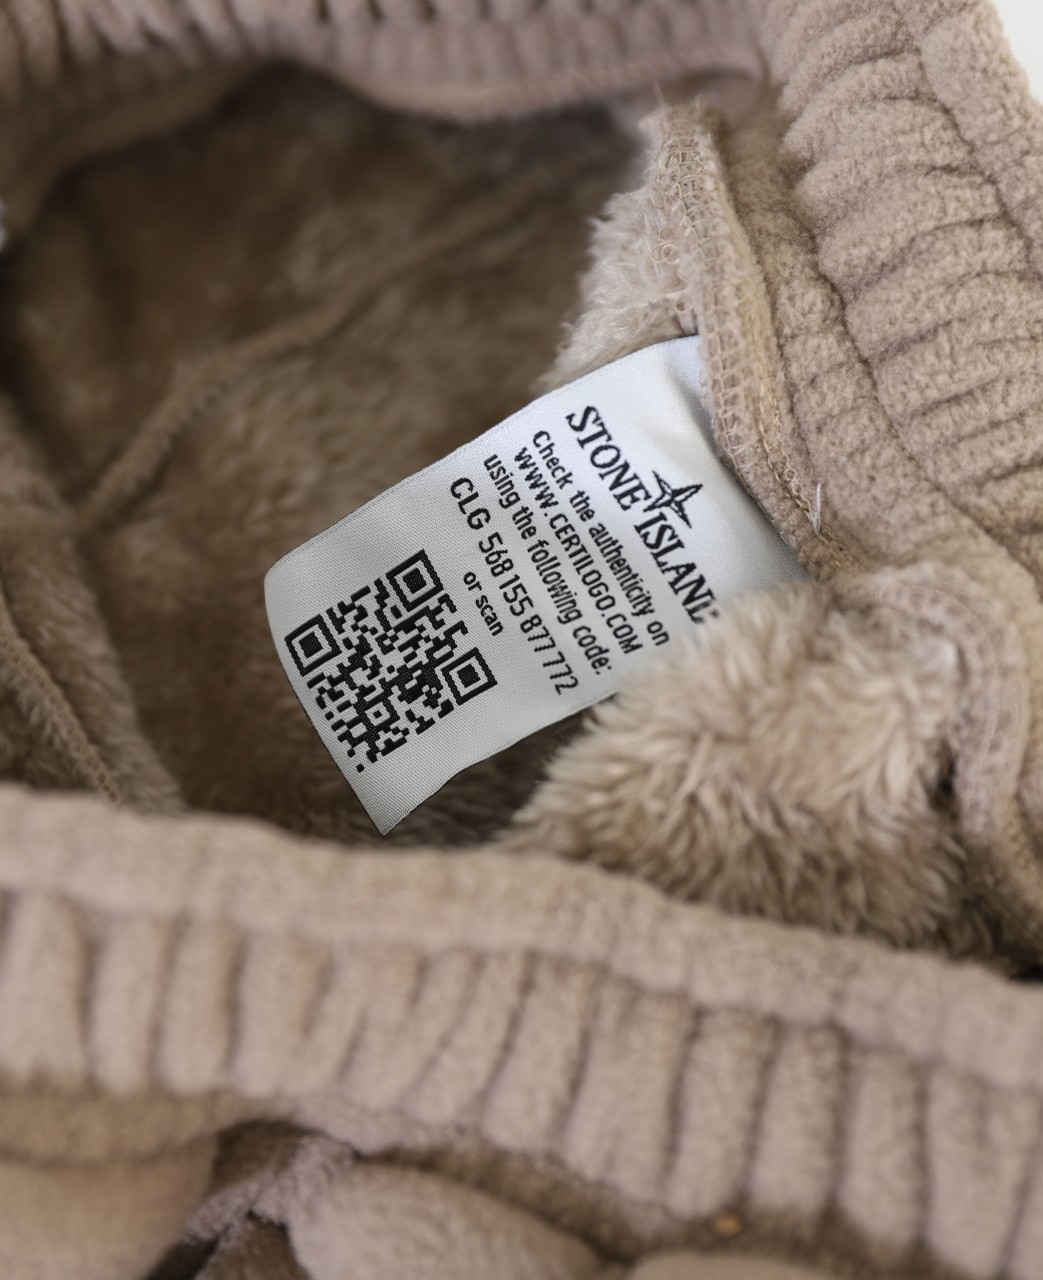 STONE ISLAND
Check the authenticity on
WWW.CERTILOGO.COM
using the following code:
CLG 568 155 877 772
or scan